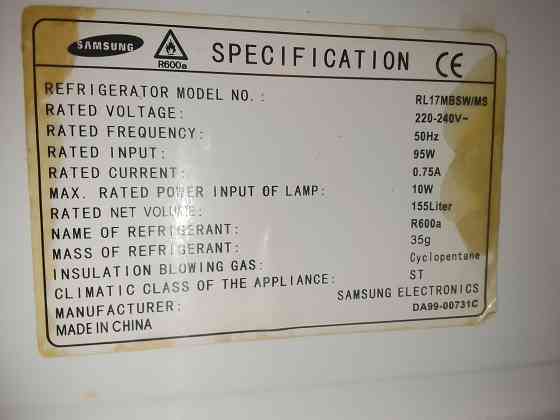 SAMSUNG R600a SPECIFICATION CE
REFRIGERATOR MODEL NO.: RL17MBSW/MS
RATED VOLTAGE: 220-240V~
RATED FREQUENCY: 50Hz
RATED INPUT: 95W
RATED CURRENT: 0.75A
MAX. RATED POWER INPUT OF LAMP: 10W
RATED NET VOLUME: 155Liter
NAME OF REFRIGERANT: R600a
MASS OF REFRIGERANT: 35g
INSULATION BLOWING GAS: Cyclopentane
CLIMATIC CLASS OF THE APPLIANCE: ST
MANUFACTURER: SAMSUNG ELECTRONICS
MADE IN CHINA DA99-00731C